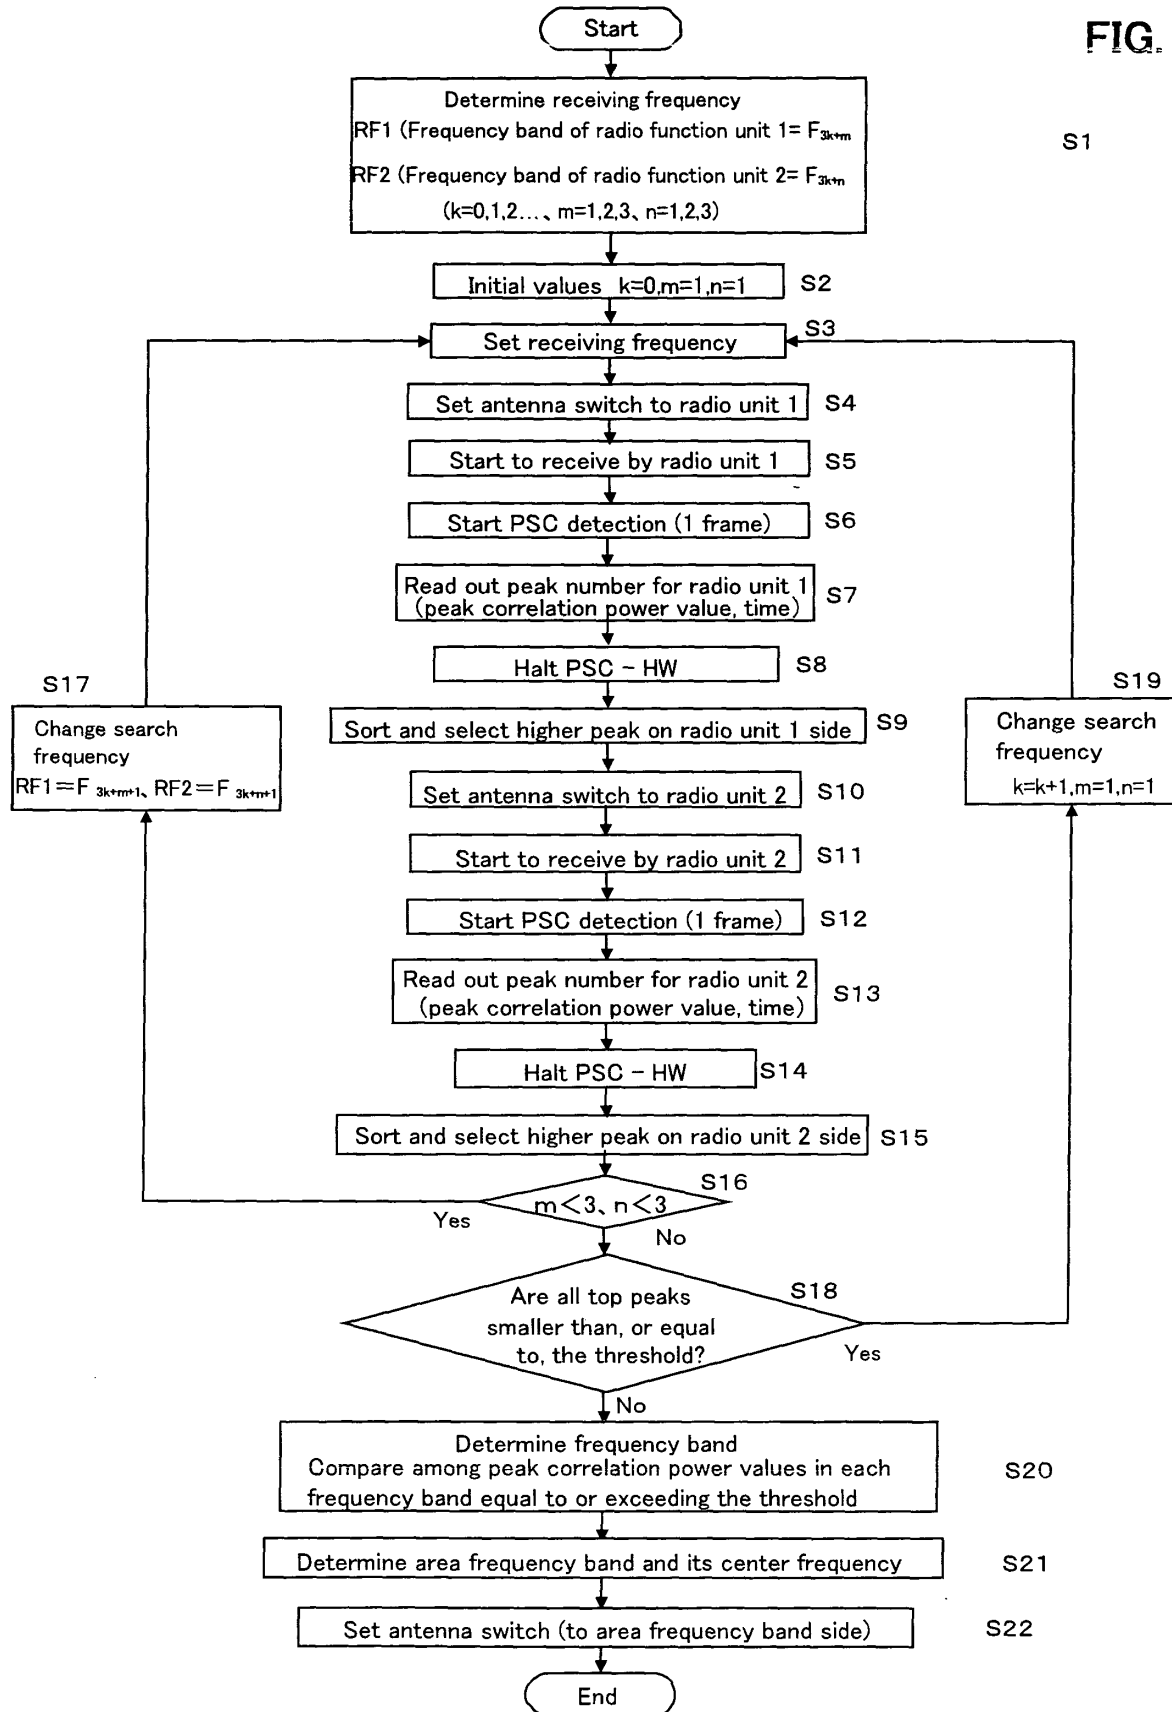 Start
FIG.
Determine receiving frequency
RF1 (Frequency band of radio function unit 1= F3k+m
RF2 (Frequency band of radio function unit 2= F3k+n
(k=0,1,2...、m=1,2,3、n=1,2,3)
S1
Initial values k=0,m=1,n=1
S2
Set receiving frequency
S3
Set antenna switch to radio unit 1
S4
Start to receive by radio unit 1
S5
Start PSC detection (1 frame)
S6
Read out peak number for radio unit 1
(peak correlation power value, time)
S7
Halt PSC – HW
S8
Sort and select higher peak on radio unit 1 side
S9
Set antenna switch to radio unit 2
S10
Start to receive by radio unit 2
S11
Start PSC detection (1 frame)
S12
Read out peak number for radio unit 2
(peak correlation power value, time)
S13
Halt PSC – HW
S14
Sort and select higher peak on radio unit 2 side
S15
m<3、n<3
S16
Yes
No
S17
Change search
frequency
RF1=F 3k+m+1、RF2=F 3k+n+1
Are all top peaks
smaller than, or equal
to, the threshold?
S18
Yes
No
S19
Change search
frequency
k=k+1,m=1,n=1
Determine frequency band
Compare among peak correlation power values in each
frequency band equal to or exceeding the threshold
S20
Determine area frequency band and its center frequency
S21
Set antenna switch (to area frequency band side)
S22
End